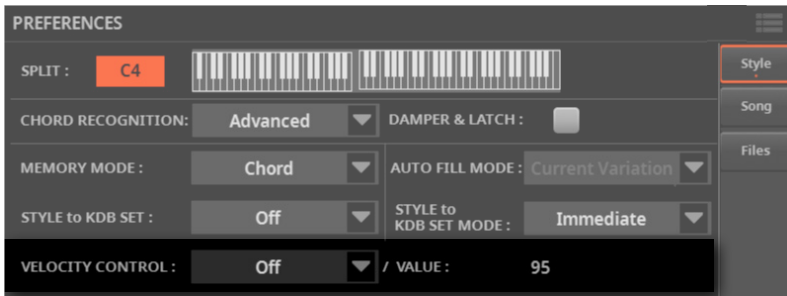 PREFERENCES
SPLIT : C4
Style
CHORD RECOGNITION: Advanced DAMPER & LATCH :
Song
MEMORY MODE : Chord AUTO FILL MODE : Current Variation
Files
STYLE to KDB SET : Off STYLE to
KDB SET MODE : Immediate
VELOCITY CONTROL : Off / VALUE : 95